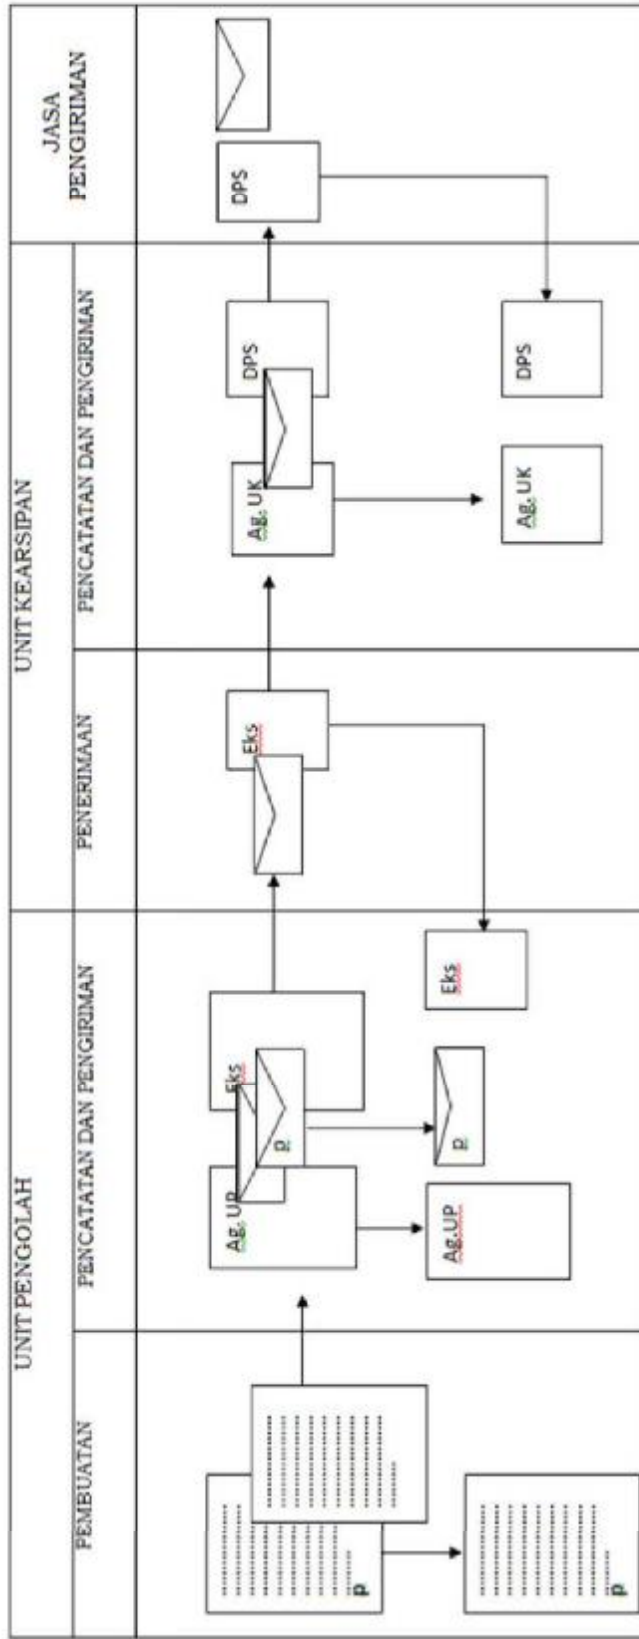 UNIT PENGOLAH
UNIT KEARSIPAN
JASA
PENGIRIMAN
PEMBUATAN
PENCATATAN DAN PENGIRIMAN
PENERIMAAN
PENCATATAN DAN PENGIRIMAN
p
Ag. UP
p
Eks
Eks
Ag. UK
DPS
DPS
p
Ag.UP
p
Eks
Ag. UK
DPS